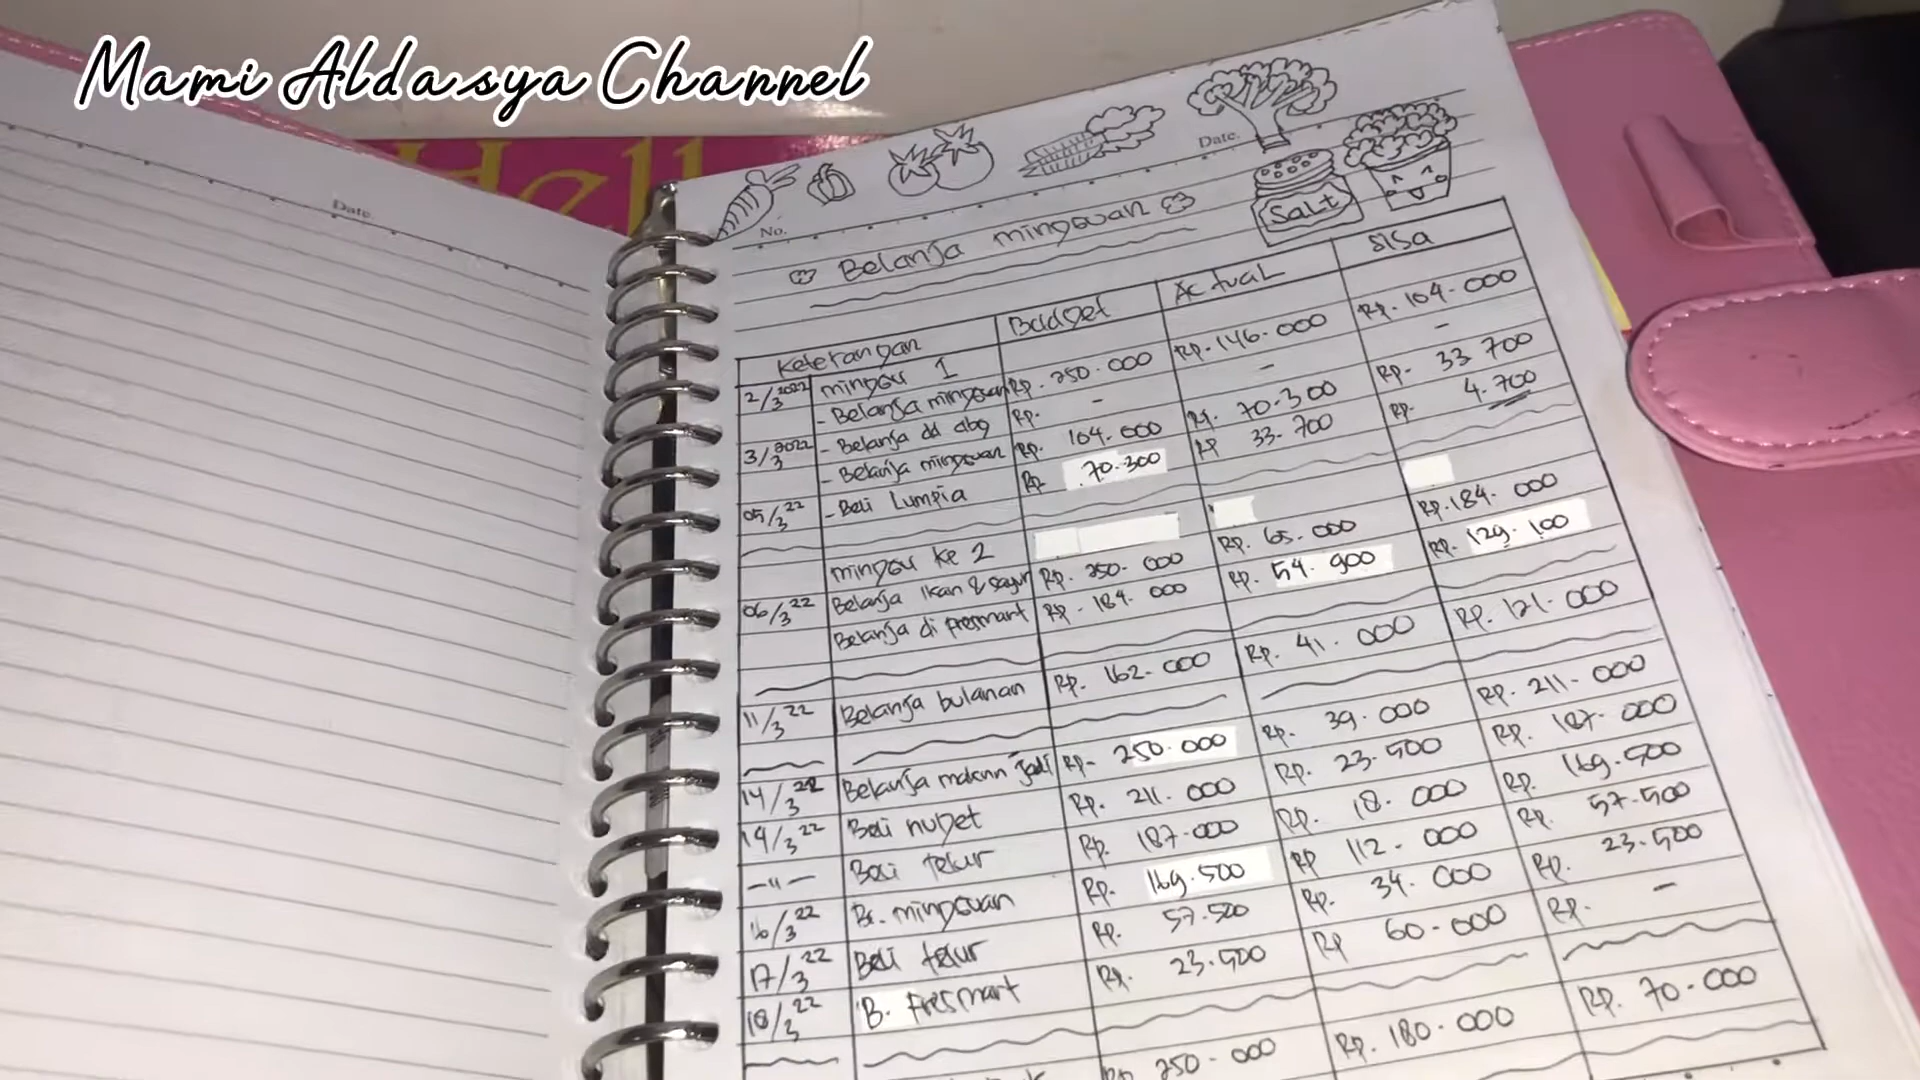 Mami Aldasya Channel
Hell
Date.
No.
Date.
SaLt
Belanja mingguan
Keterangan Budget Actual Sisa
2/3 2022 minggu 1
- Belanja mingguan Rp. 250.000 Rp. 146.000 Rp. 104.000
3/3 2022 - Belanja dd abg Rp. - - -
- Belanja mingguan Rp. 104.000 Rp. 70.300 Rp. 33 700
05/3 22 - Beli Lumpia Rp 70.300 Rp 33.700 Rp. 4.700
minggu ke 2
06/3 22 Belanja ikan & sayur Rp. 250.000 Rp. 65.000 Rp. 184.000
Belanja di fresmart Rp. 184.000 Rp. 54.900 Rp. 129.100
11/3 22 Belanja bulanan Rp. 162.000 Rp. 41.000 Rp. 121.000
14/3 22 Belanja makann jadi Rp- 250.000 Rp. 39.000 Rp. 211.000
14/3 22 Beli nuget Rp. 211.000 Rp. 23.500 Rp. 187.000
-"- Beli telur Rp. 187.000 Rp. 18.000 Rp. 169.500
16/3 22 B. mingguan Rp. 169.500 Rp 112.000 Rp. 57.500
17/3 22 Beli telur Rp. 57.500 Rp. 34.000 Rp. 23.500
18/3 22 B. Fresmart Rp. 23.500 Rp 60.000 Rp. -
Rp 250.000 Rp. 180.000 Rp. 70.000